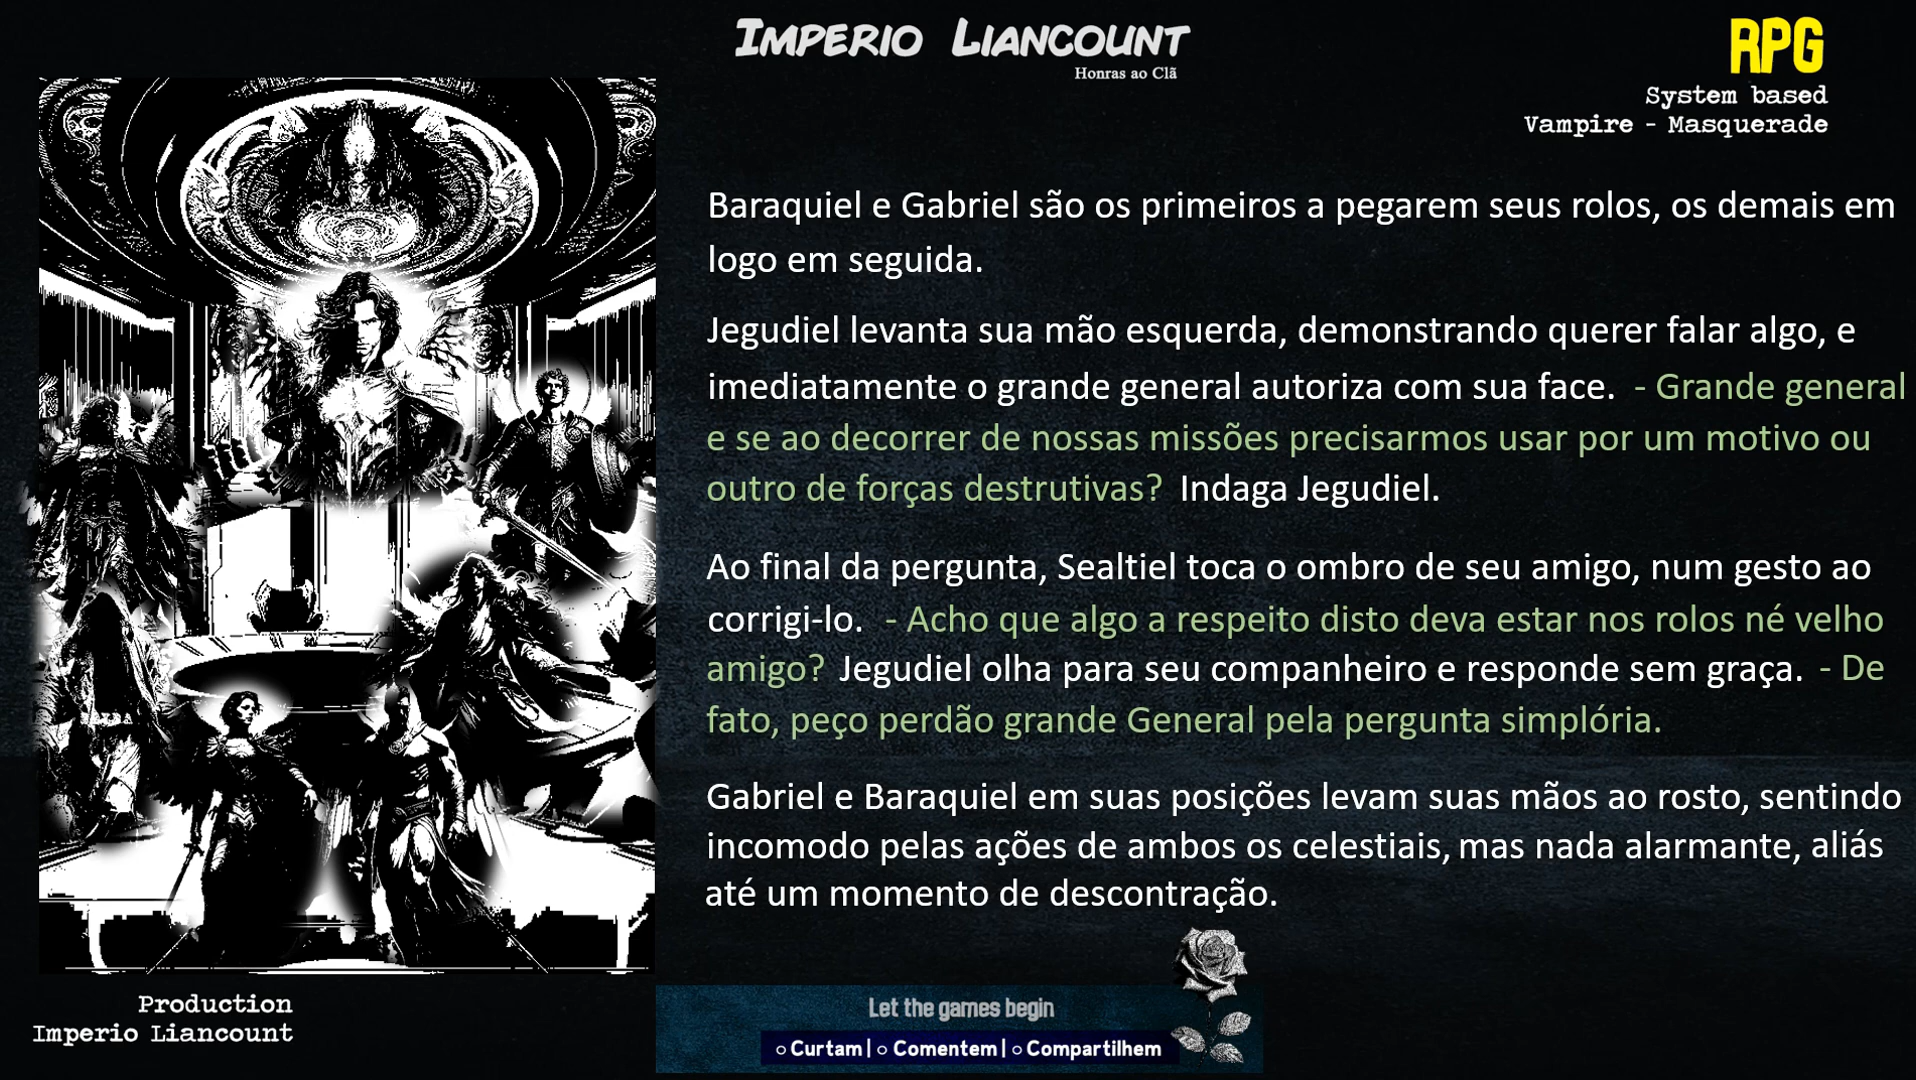 IMPERIO LIANCOUNT
Honras ao Clã
RPG
System based
Vampire - Masquerade
Baraquiel e Gabriel são os primeiros a pegarem seus rolos, os demais em
logo em seguida.
Jegudiel levanta sua mão esquerda, demonstrando querer falar algo, e
imediatamente o grande general autoriza com sua face. - Grande general
e se ao decorrer de nossas missões precisarmos usar por um motivo ou
outro de forças destrutivas? Indaga Jegudiel.
Ao final da pergunta, Sealtiel toca o ombro de seu amigo, num gesto ao
corrigi-lo. - Acho que algo a respeito disto deva estar nos rolos né velho
amigo? Jegudiel olha para seu companheiro e responde sem graça. - De
fato, peço perdão grande General pela pergunta simplória.
Gabriel e Baraquiel em suas posições levam suas mãos ao rosto, sentindo
incomodo pelas ações de ambos os celestiais, mas nada alarmante, aliás
até um momento de descontração.
Production
Imperio Liancount
Let the games begin
○ Curtam | ○ Comentem | ○ Compartilhem